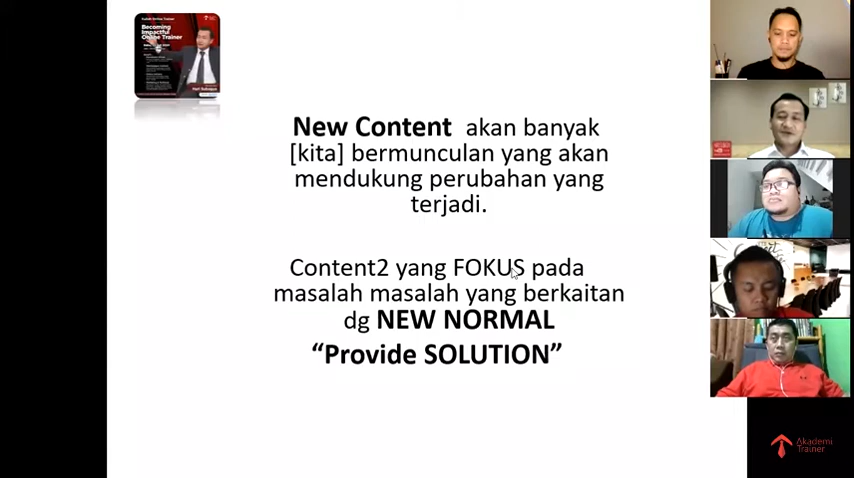 Becoming
Impactful
Online Trainer
New Content akan banyak
[kita] bermunculan yang akan
mendukung perubahan yang
terjadi.
Content2 yang FOKUS pada
masalah masalah yang berkaitan
dg NEW NORMAL
“Provide SOLUTION”
Akademi
Trainer